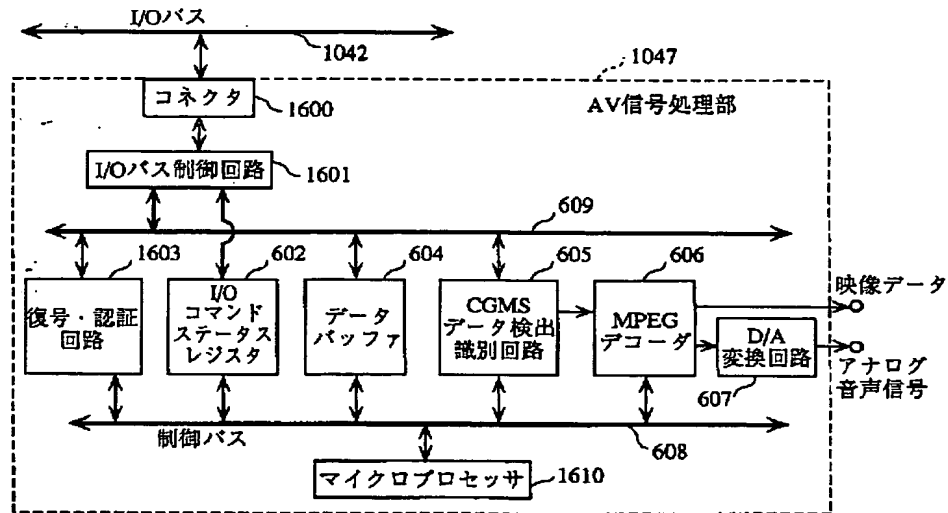 I/Oバス
1042
1047
コネクタ
1600
AV信号処理部
I/Oバス制御回路
1601
609
1603
602
604
605
606
復号・認証
回路
I/O
コマンド
ステータス
レジスタ
データ
バッファ
CGMS
データ検出
識別回路
MPEG
デコーダ
D/A
変換回路
607
映像データ
アナログ
音声信号
制御バス
608
マイクロプロセッサ
1610